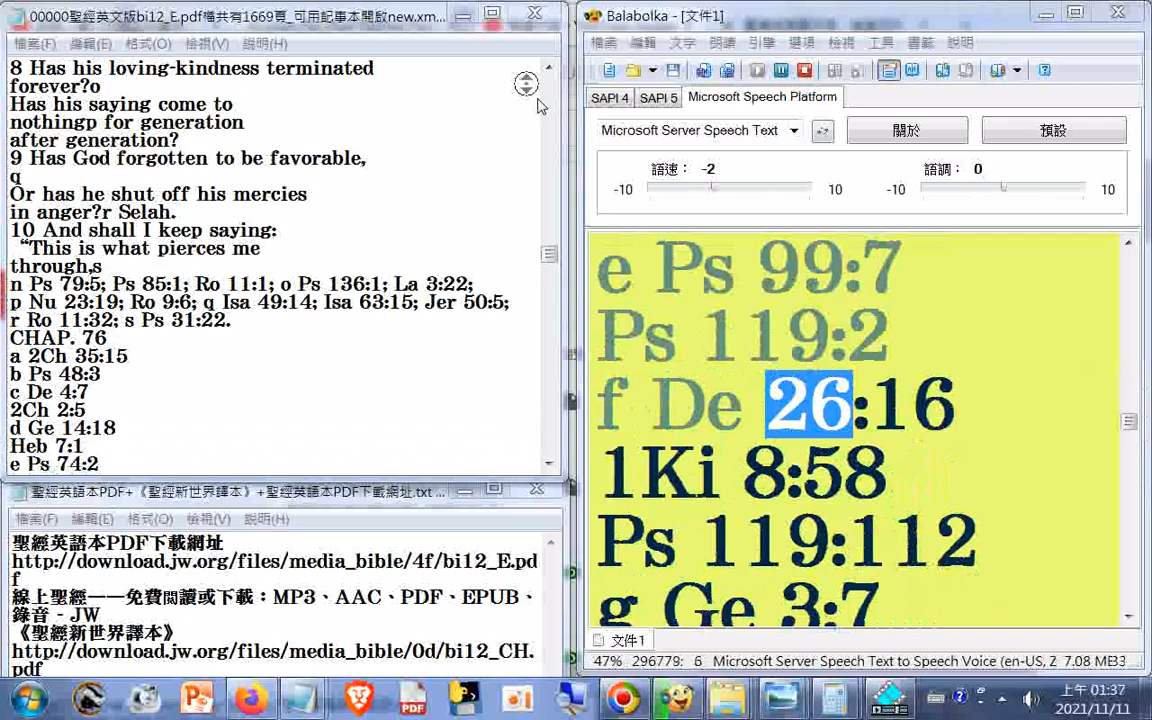 00000聖經英文版bi12_E.pdf檔共有1669頁_可用記事本開啟new.xm...
檔案(F) 編輯(E) 格式(O) 檢視(V) 說明(H)
8 Has his loving-kindness terminated
forever?o
Has his saying come to
nothingp for generation
after generation?
9 Has God forgotten to be favorable,
q
Or has he shut off his mercies
in anger?r Selah.
10 And shall I keep saying:
“This is what pierces me
through,s
n Ps 79:5; Ps 85:1; Ro 11:1; o Ps 136:1; La 3:22;
p Nu 23:19; Ro 9:6; q Isa 49:14; Isa 63:15; Jer 50:5;
r Ro 11:32; s Ps 31:22.
CHAP. 76
a 2Ch 35:15
b Ps 48:3
c De 4:7
2Ch 2:5
d Ge 14:18
Heb 7:1
e Ps 74:2
聖經英語本PDF+《聖經新世界譯本》+聖經英語本PDF下載網址.txt ...
檔案(F) 編輯(E) 格式(O) 檢視(V) 說明(H)
聖經英語本PDF下載網址
http://download.jw.org/files/media_bible/4f/bi12_E.pd
f
線上聖經——免費閱讀或下載：MP3、AAC、PDF、EPUB、
錄音 - JW
《聖經新世界譯本》
http://download.jw.org/files/media_bible/0d/bi12_CH.
pdf
Balabolka - [文件1]
檔案 編輯 文字 朗讀 引擎 選項 檢視 工具 書籤 說明
SAPI 4 SAPI 5 Microsoft Speech Platform
Microsoft Server Speech Text 關於 預設
語速： -2 語調： 0
-10 10 -10 10
e Ps 99:7
Ps 119:2
f De 26:16
1Ki 8:58
Ps 119:112
g Ge 3:7
文件1
47% 296779: 6 Microsoft Server Speech Text to Speech Voice (en-US, 2 7.08 MB33
上午 01:37
2021/11/11